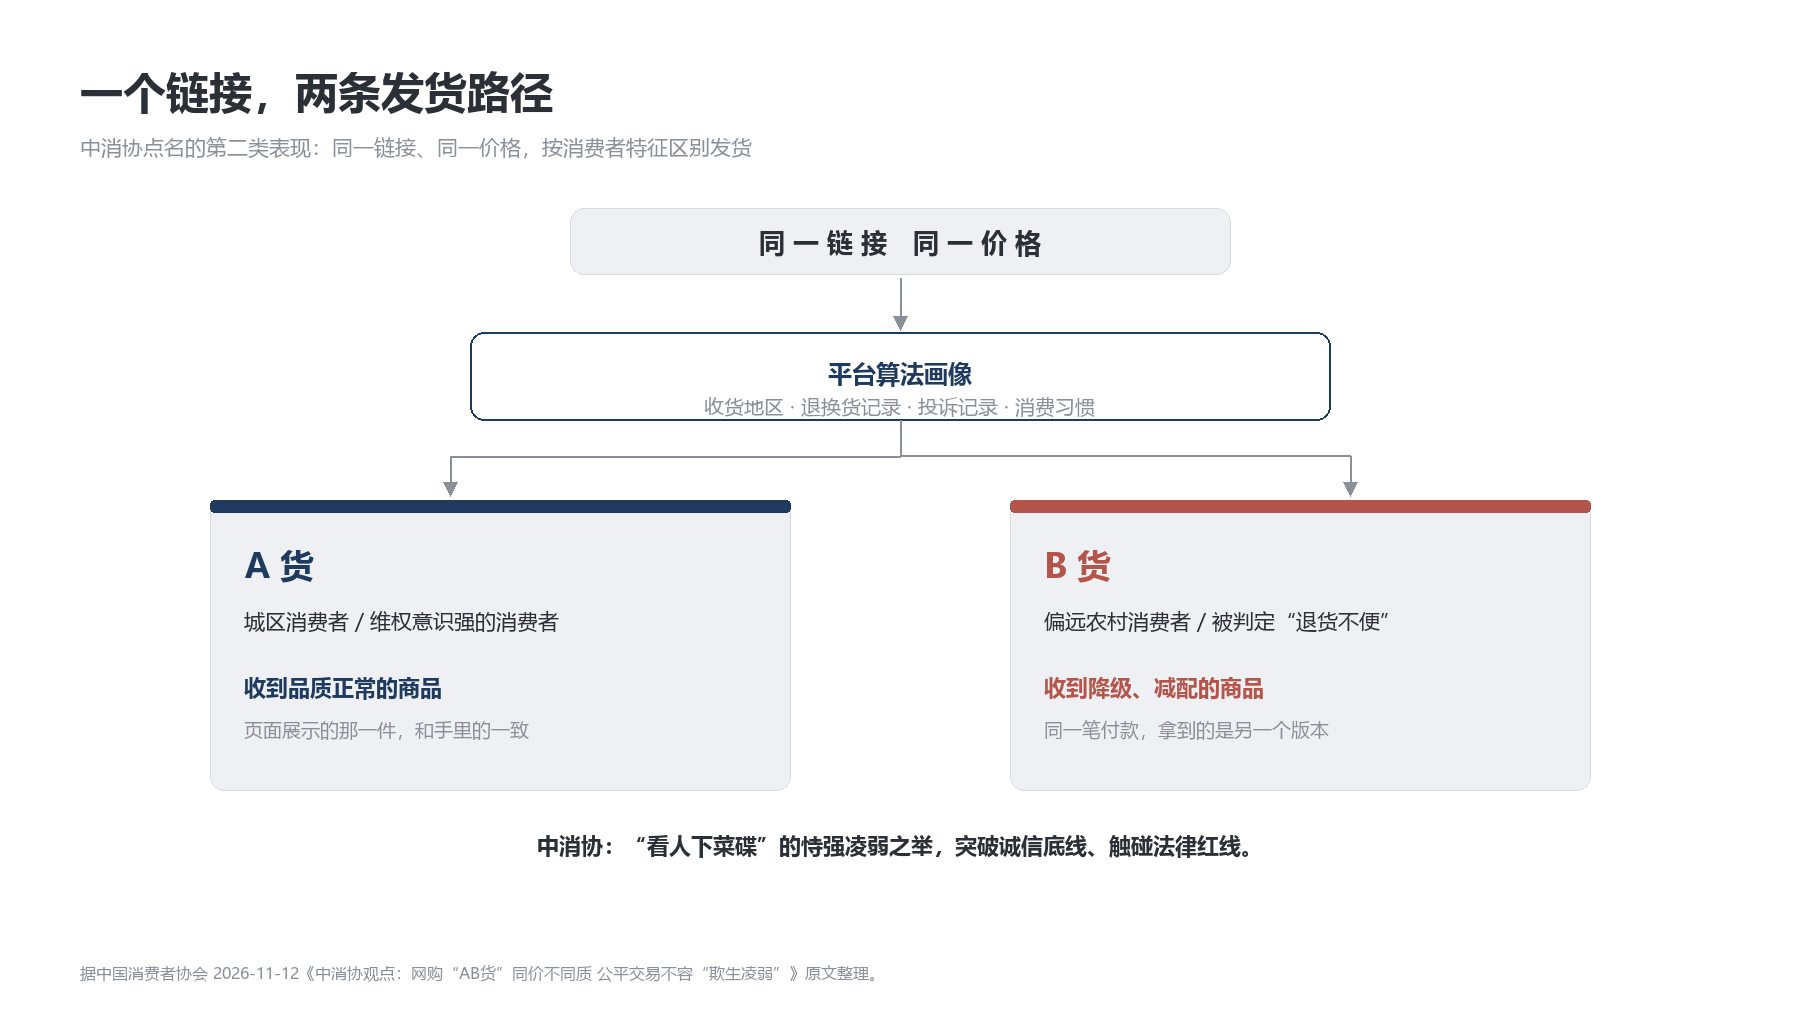 一个链接，两条发货路径
中消协点名的第二类表现：同一链接、同一价格，按消费者特征区别发货
同一链接 同一价格
平台算法画像
收货地区 · 退换货记录 · 投诉记录 · 消费习惯
A 货
城区消费者 / 维权意识强的消费者
收到品质正常的商品
页面展示的那一件，和手里的一致
B 货
偏远农村消费者 / 被判定“退货不便”
收到降级、减配的商品
同一笔付款，拿到的是另一个版本
中消协：“看人下菜碟”的恃强凌弱之举，突破诚信底线、触碰法律红线。
据中国消费者协会 2026-11-12《中消协观点：网购“AB货”同价不同质 公平交易不容“欺生凌弱”》原文整理。